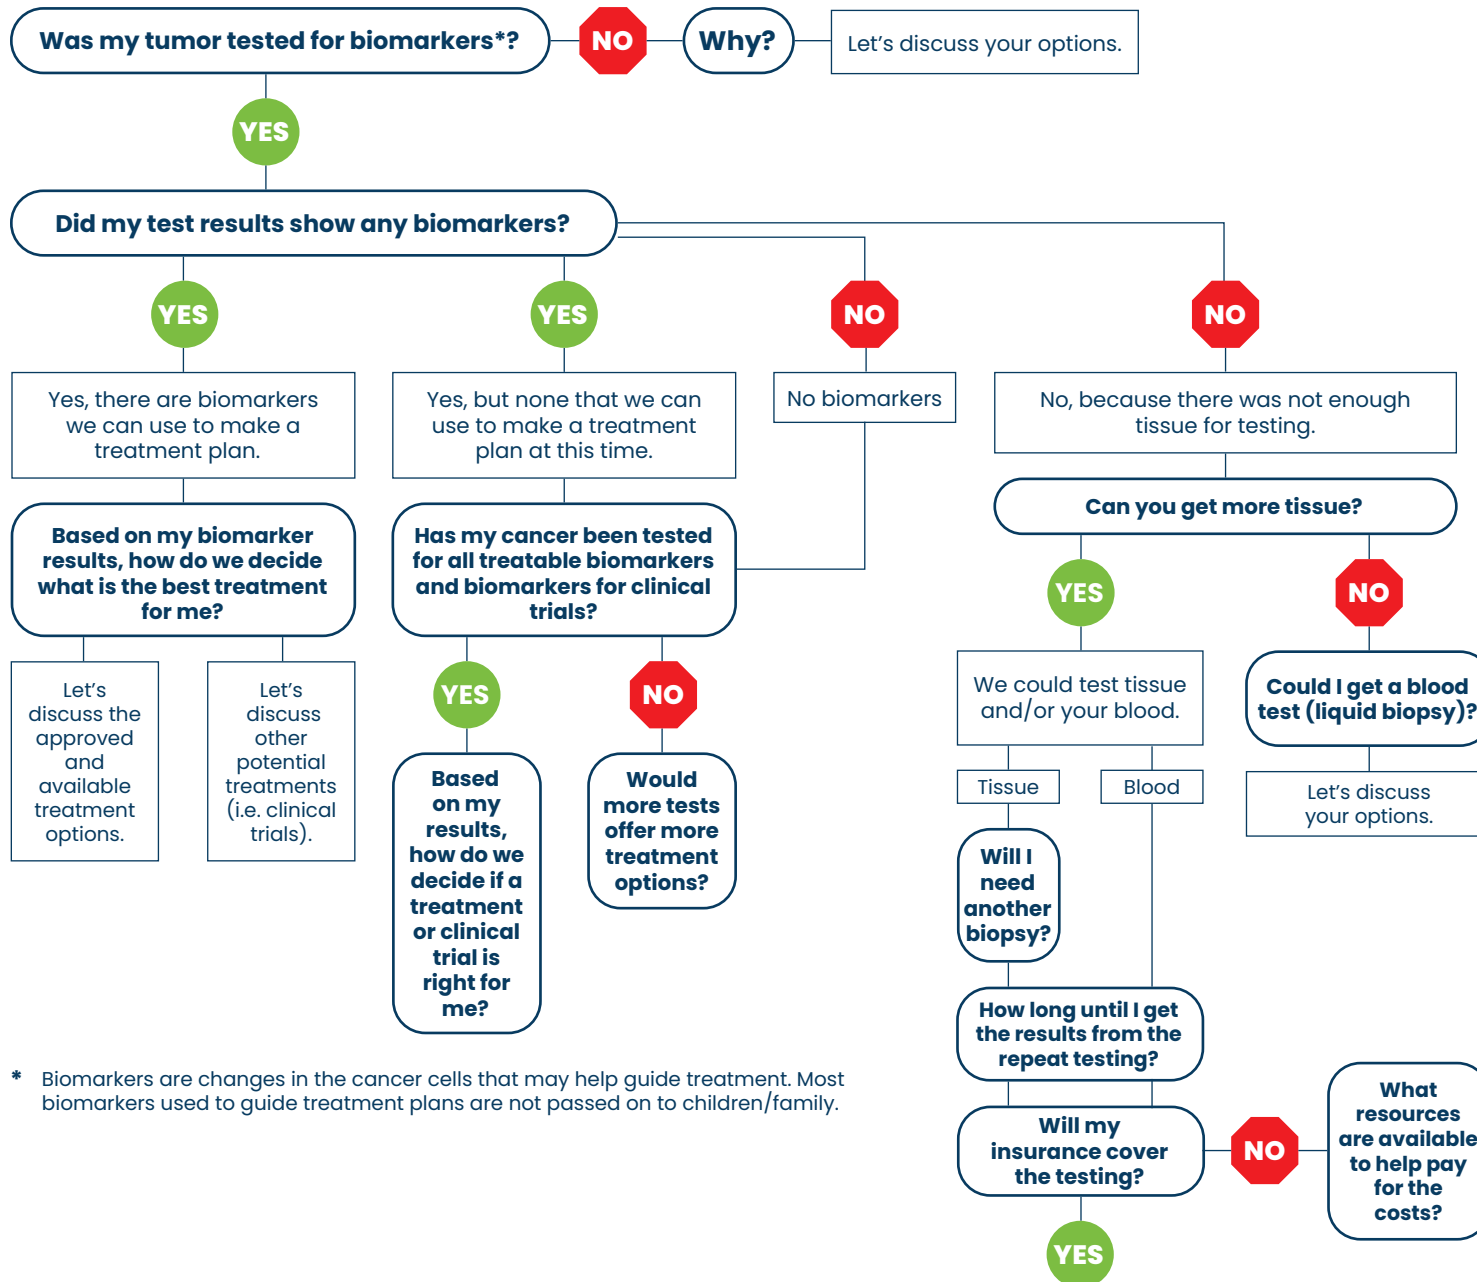 Was my tumor tested for biomarkers*?
NO
Why?
Let's discuss your options.
YES
Did my test results show any biomarkers?
YES
YES
NO
NO
Yes, there are biomarkers
we can use to make a
treatment plan.
Yes, but none that we can
use to make a treatment
plan at this time.
No biomarkers
No, because there was not enough
tissue for testing.
Based on my biomarker
results, how do we decide
what is the best treatment
for me?
Has my cancer been tested
for all treatable biomarkers
and biomarkers for clinical
trials?
Can you get more tissue?
YES
NO
Let's
discuss the
approved
and
available
treatment
options.
Let's
discuss
other
potential
treatments
(i.e. clinical
trials).
YES
NO
We could test tissue
and/or your blood.
Could I get a blood
test (liquid biopsy)?
Based
on my
results,
how do we
decide if a
treatment
or clinical
trial is
right for
me?
Would
more tests
offer more
treatment
options?
Tissue
Blood
Let's discuss
your options.
Will I
need
another
biopsy?
How long until I get
the results from the
repeat testing?
Will my
insurance cover
the testing?
NO
What
resources
are available
to help pay
for the
costs?
YES
* Biomarkers are changes in the cancer cells that may help guide treatment. Most
biomarkers used to guide treatment plans are not passed on to children/family.